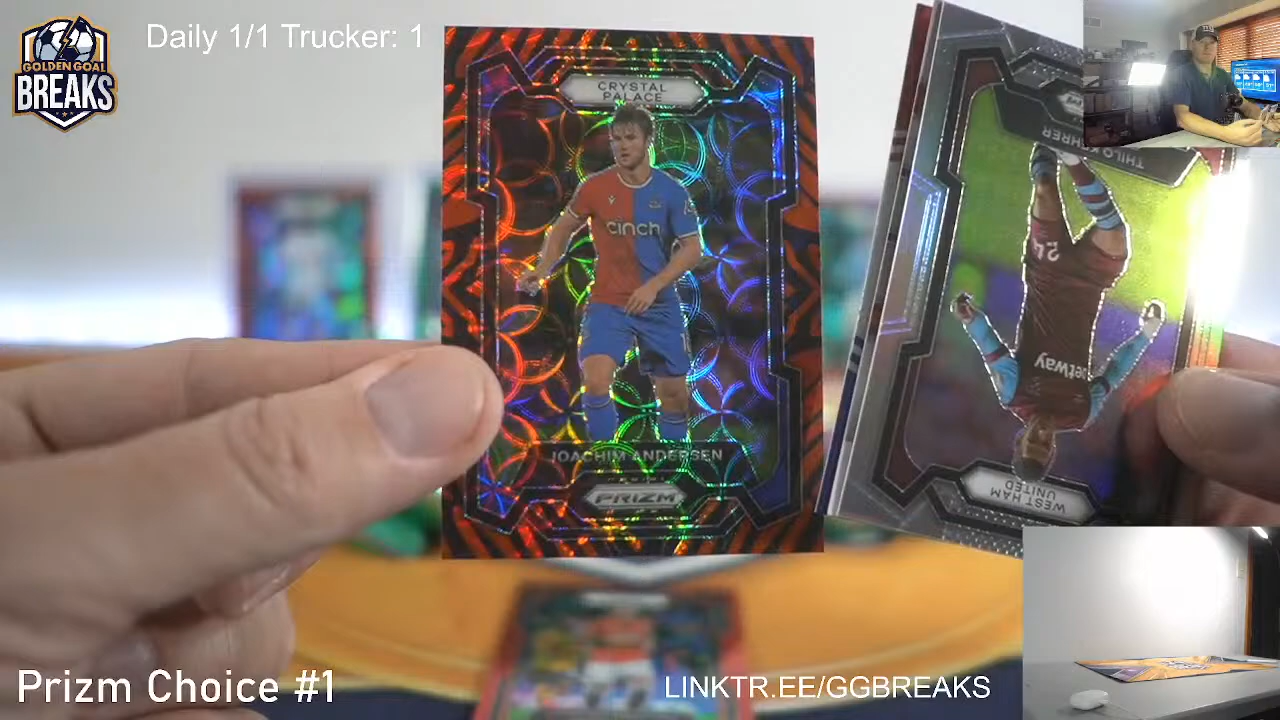 GOLDEN GOAL
BREAKS
Daily 1/1 Trucker: 1
CRYSTAL
PALACE
cinch
JOACHIM ANDERSEN
PRIZM
THILO KEHRER
24
betway
WEST HAM
UNITED
Prizm Choice #1
LINKTR.EE/GGBREAKS